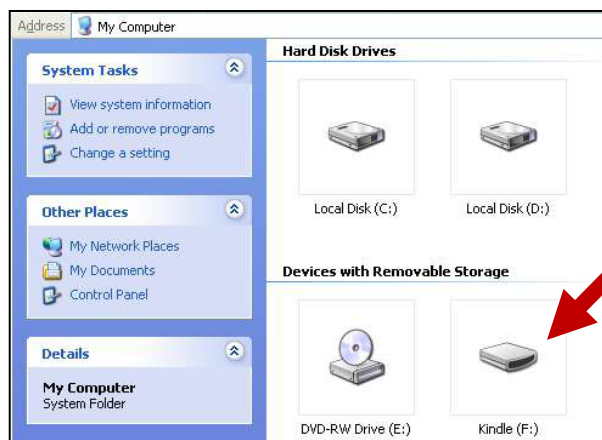 Address My Computer
System Tasks
View system information
Add or remove programs
Change a setting
Other Places
My Network Places
My Documents
Control Panel
Details
My Computer
System Folder
Hard Disk Drives
Local Disk (C:) Local Disk (D:)
Devices with Removable Storage
DVD-RW Drive (E:) Kindle (F:)